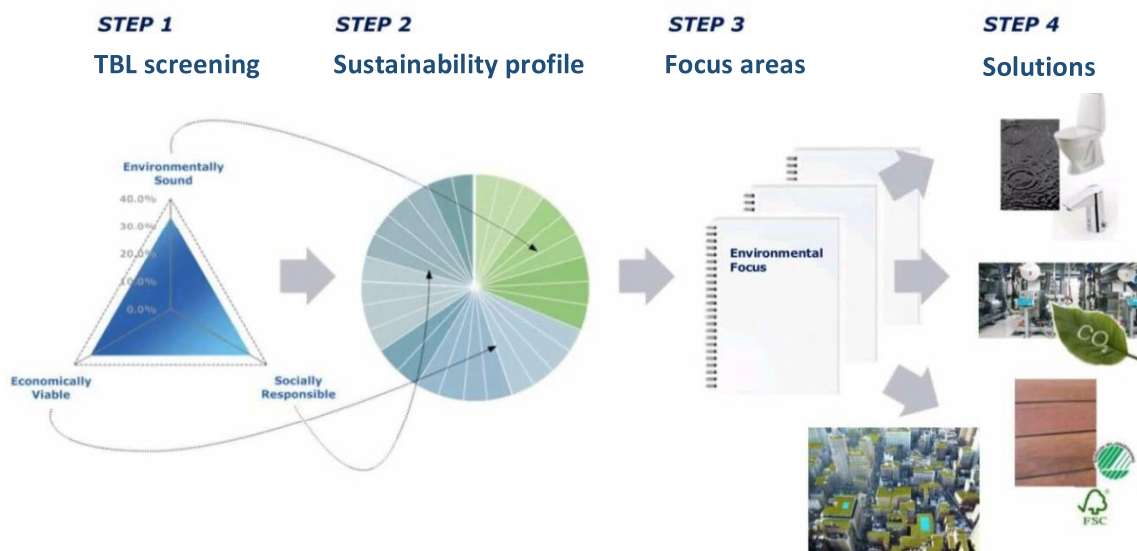 STEP 1
TBL screening
STEP 2
Sustainability profile
STEP 3
Focus areas
STEP 4
Solutions
Environmentally
Sound
40.0%
30.0%
20.0%
10.0%
0.0%
Economically
Viable
Socially
Responsible
Environmental
Focus
CO₂
FSC